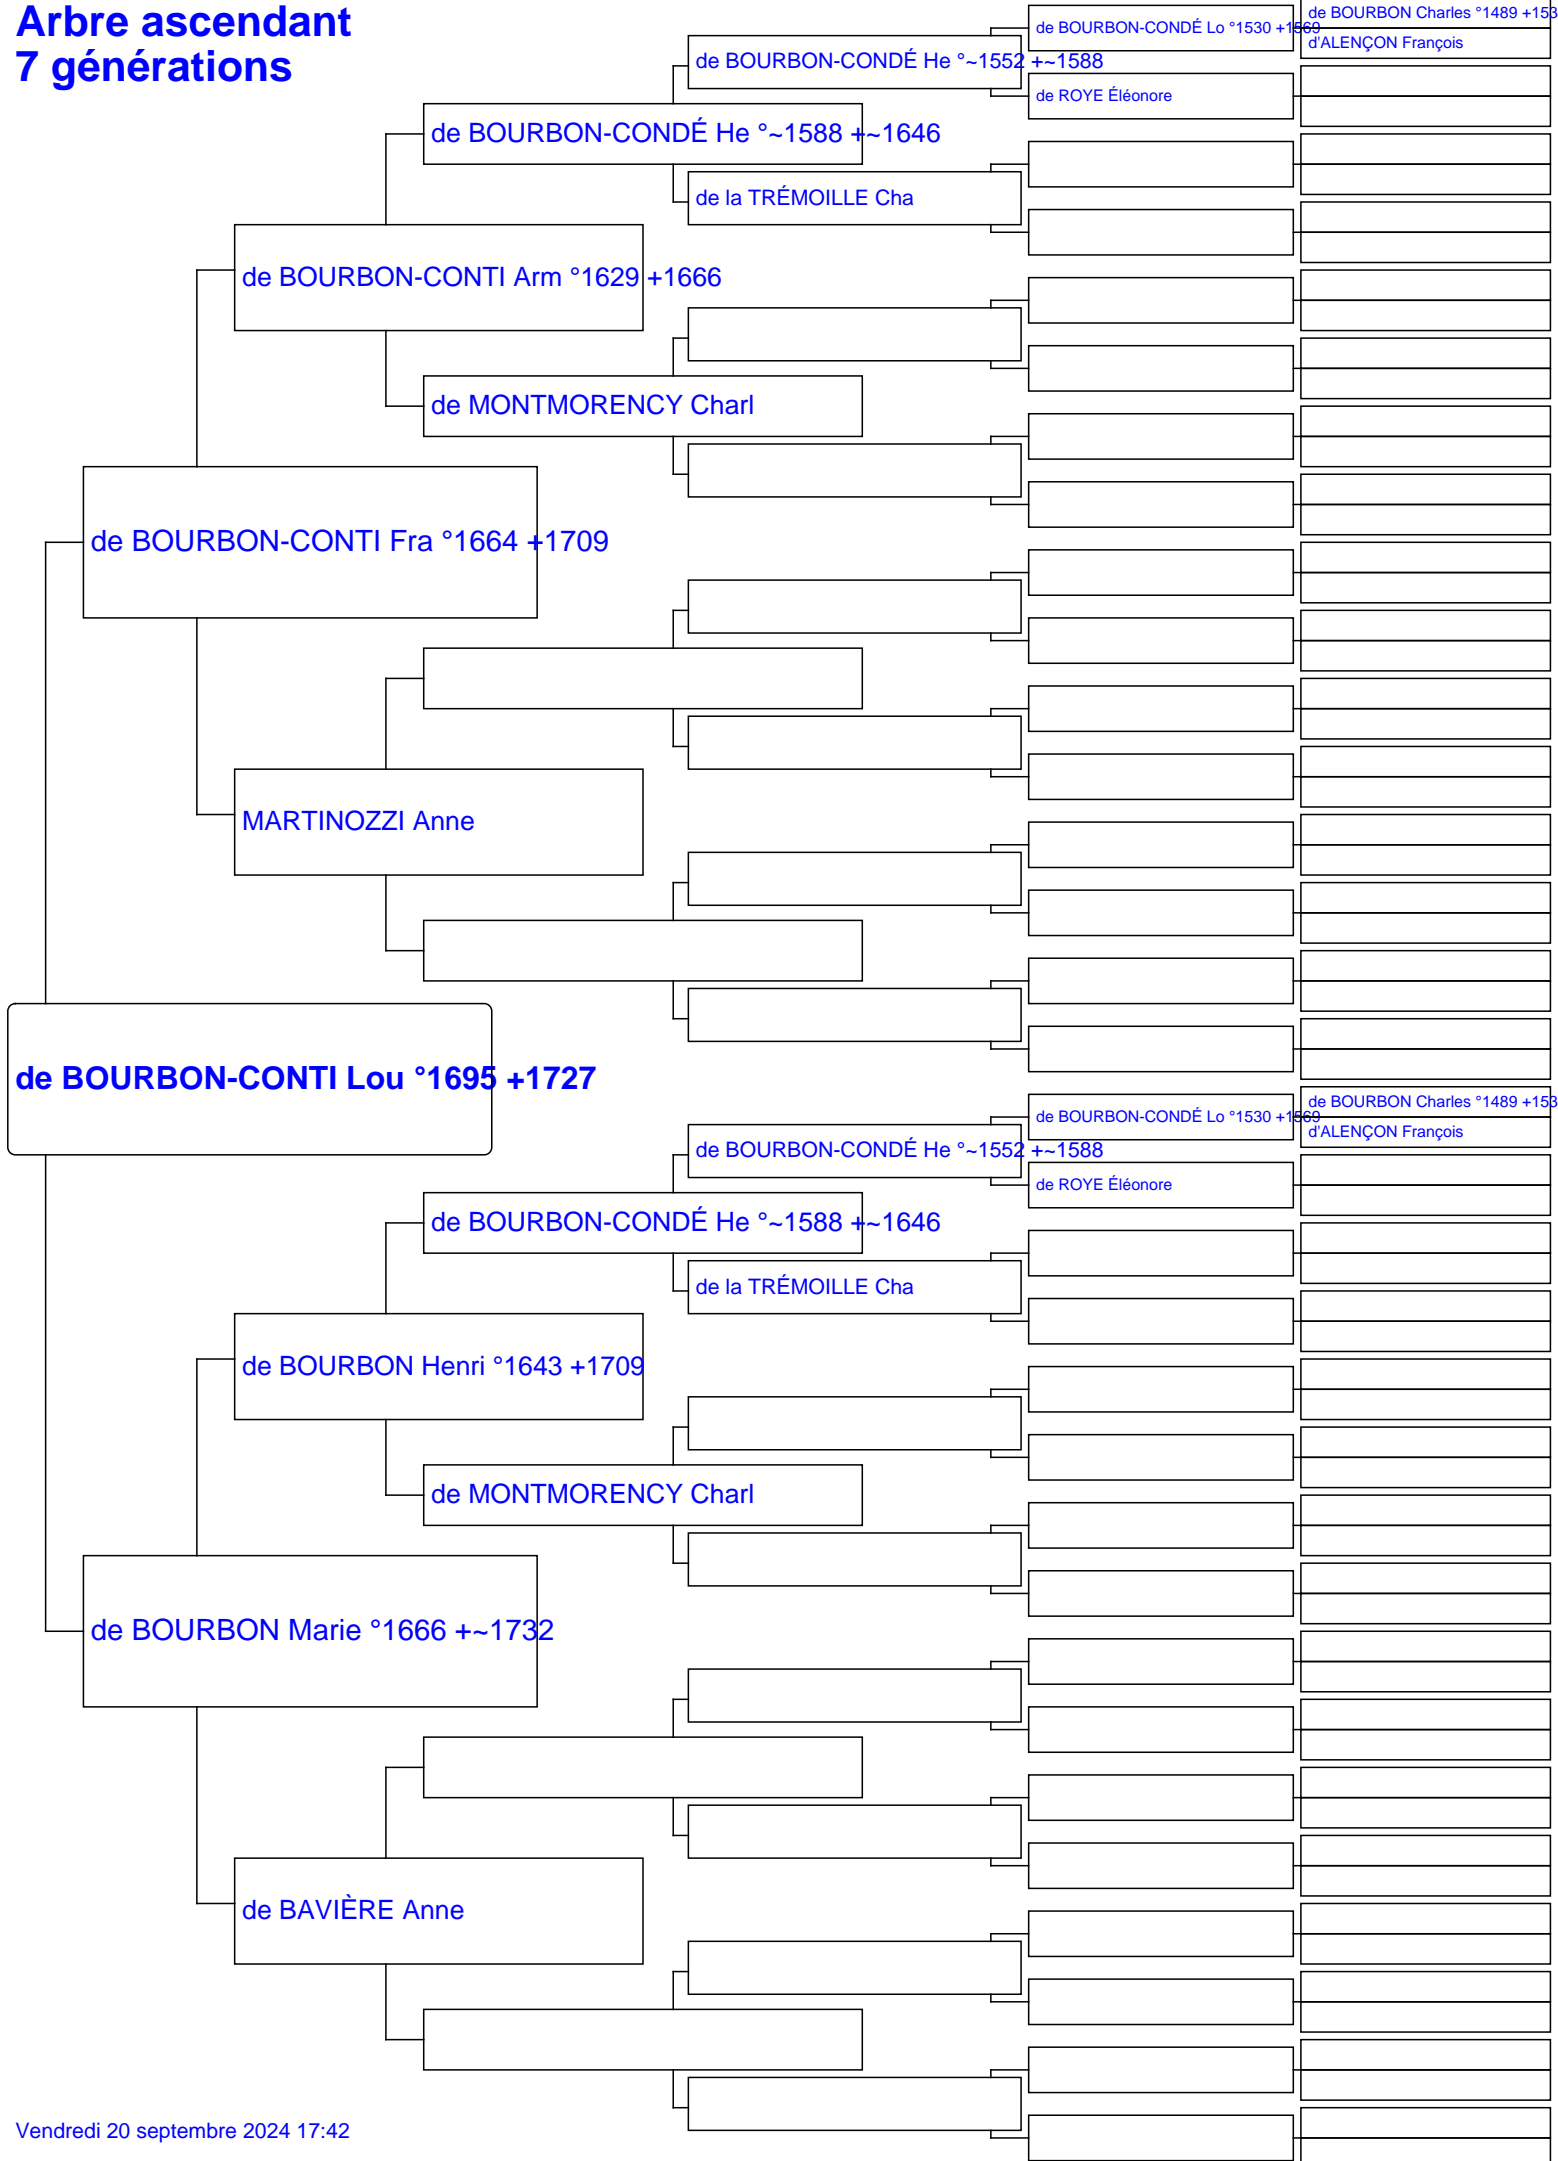 Arbre ascendant
7 générations
de BOURBON Charles °1489 +153
de BOURBON-CONDÉ Lo °1530 +1569
d'ALENÇON François
de BOURBON-CONDÉ He °~1552 +~1588
de ROYE Éléonore
de BOURBON-CONDÉ He °~1588 +~1646
de la TRÉMOILLE Cha
de BOURBON-CONTI Arm °1629 +1666
de MONTMORENCY Charl
de BOURBON-CONTI Fra °1664 +1709
MARTINOZZI Anne
de BOURBON-CONTI Lou °1695 +1727
de BOURBON Charles °1489 +153
de BOURBON-CONDÉ Lo °1530 +1569
d'ALENÇON François
de BOURBON-CONDÉ He °~1552 +~1588
de ROYE Éléonore
de BOURBON-CONDÉ He °~1588 +~1646
de la TRÉMOILLE Cha
de BOURBON Henri °1643 +1709
de MONTMORENCY Charl
de BOURBON Marie °1666 +~1732
de BAVIÈRE Anne
Vendredi 20 septembre 2024 17:42